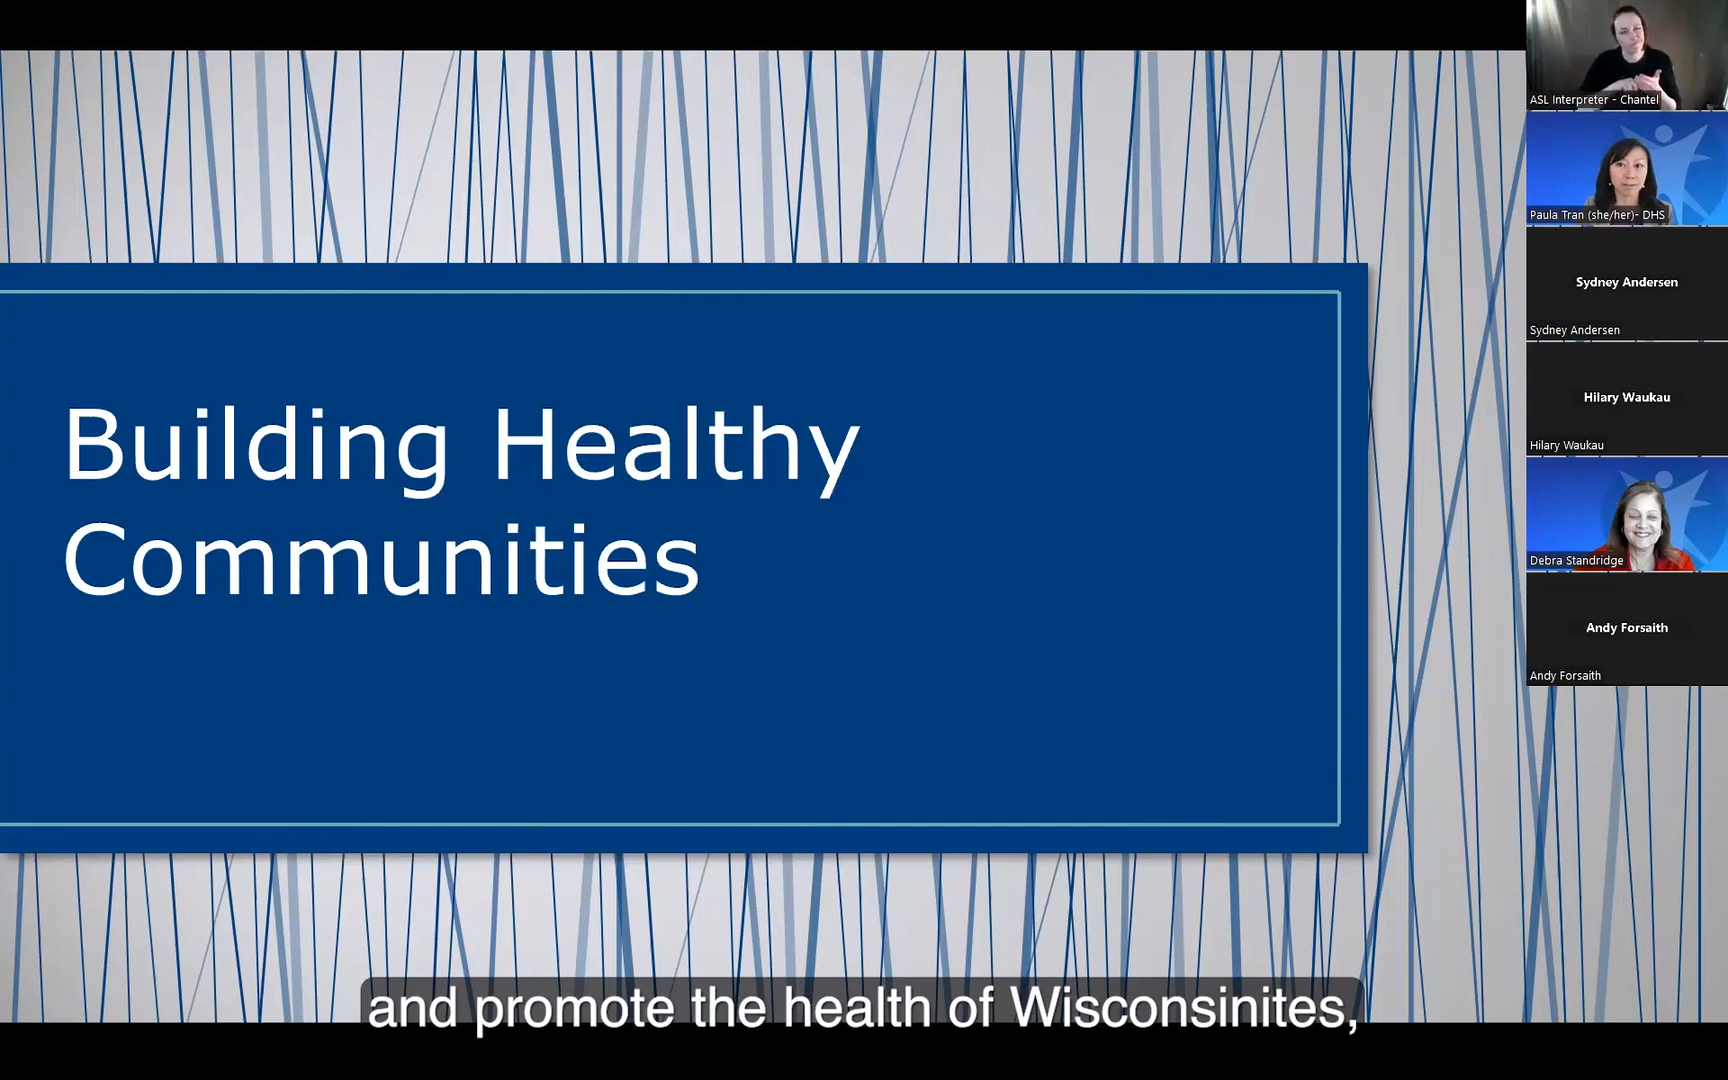 Building Healthy
Communities
ASL Interpreter - Chantel
Paula Tran (she/her)- DHS
Sydney Andersen
Sydney Andersen
Hilary Waukau
Hilary Waukau
Debra Standridge
Andy Forsaith
Andy Forsaith
and promote the health of Wisconsinites,